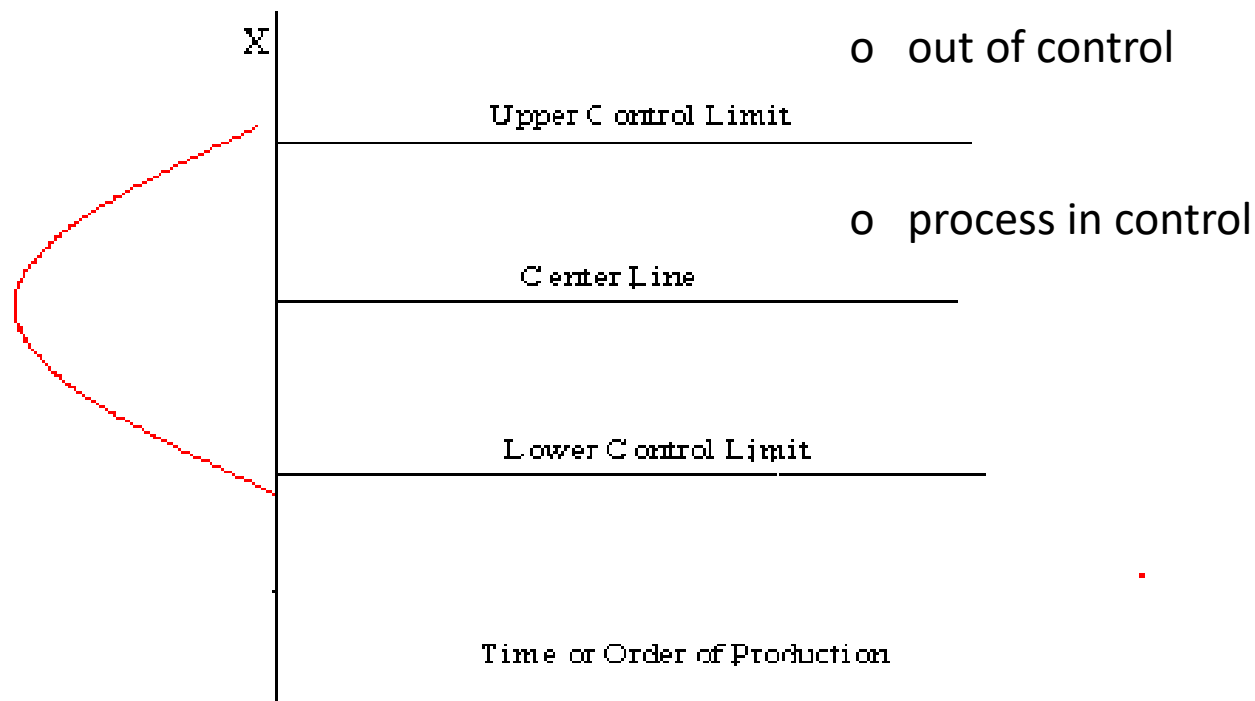 X
o out of control
Upper Control Limit
o process in control
Center Line
Lower Control Limit
Time or Order of Production